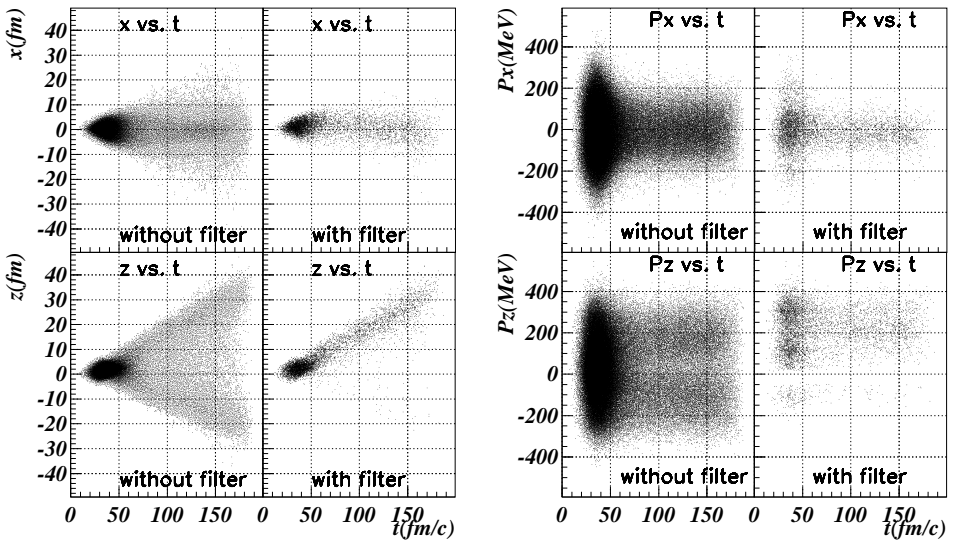 x(fm)
40
30
20
10
0
-10
-20
-30
-40
x vs. t
without filter
x vs. t
with filter
z(fm)
40
30
20
10
0
-10
-20
-30
-40
z vs. t
without filter
z vs. t
with filter
0 50 100 150 0 50 100 150
t(fm/c)
Px(MeV)
400
200
0
-200
-400
Px vs. t
without filter
Px vs. t
with filter
Pz(MeV)
400
200
0
-200
-400
Pz vs. t
without filter
Pz vs. t
with filter
0 50 100 150 0 50 100 150
t(fm/c)